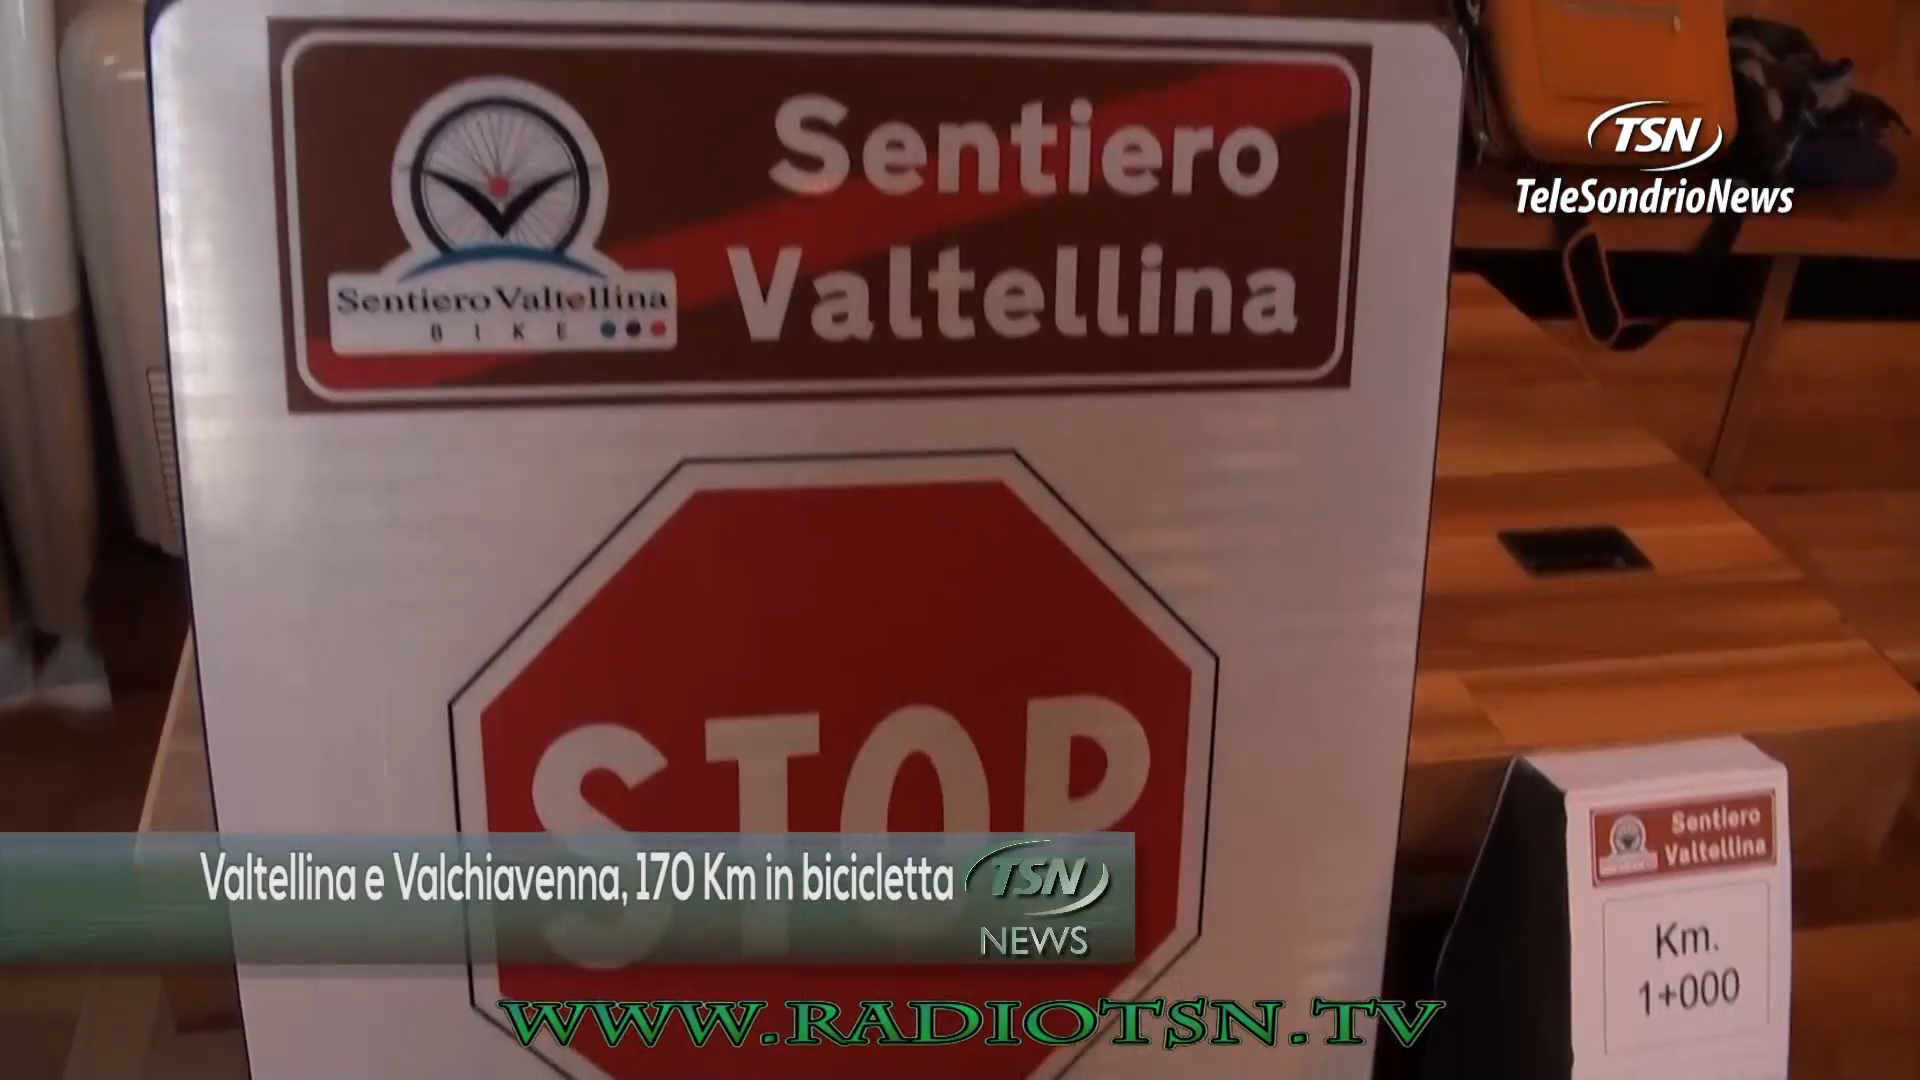 Sentiero
Valtellina
Sentiero Valtellina
BIKE
TSN
TeleSondrioNews
STOP
Valtellina e Valchiavenna, 170 Km in bicicletta
TSN
NEWS
Sentiero
Valtellina
Km.
1+000
WWW.RADIOTSN.TV